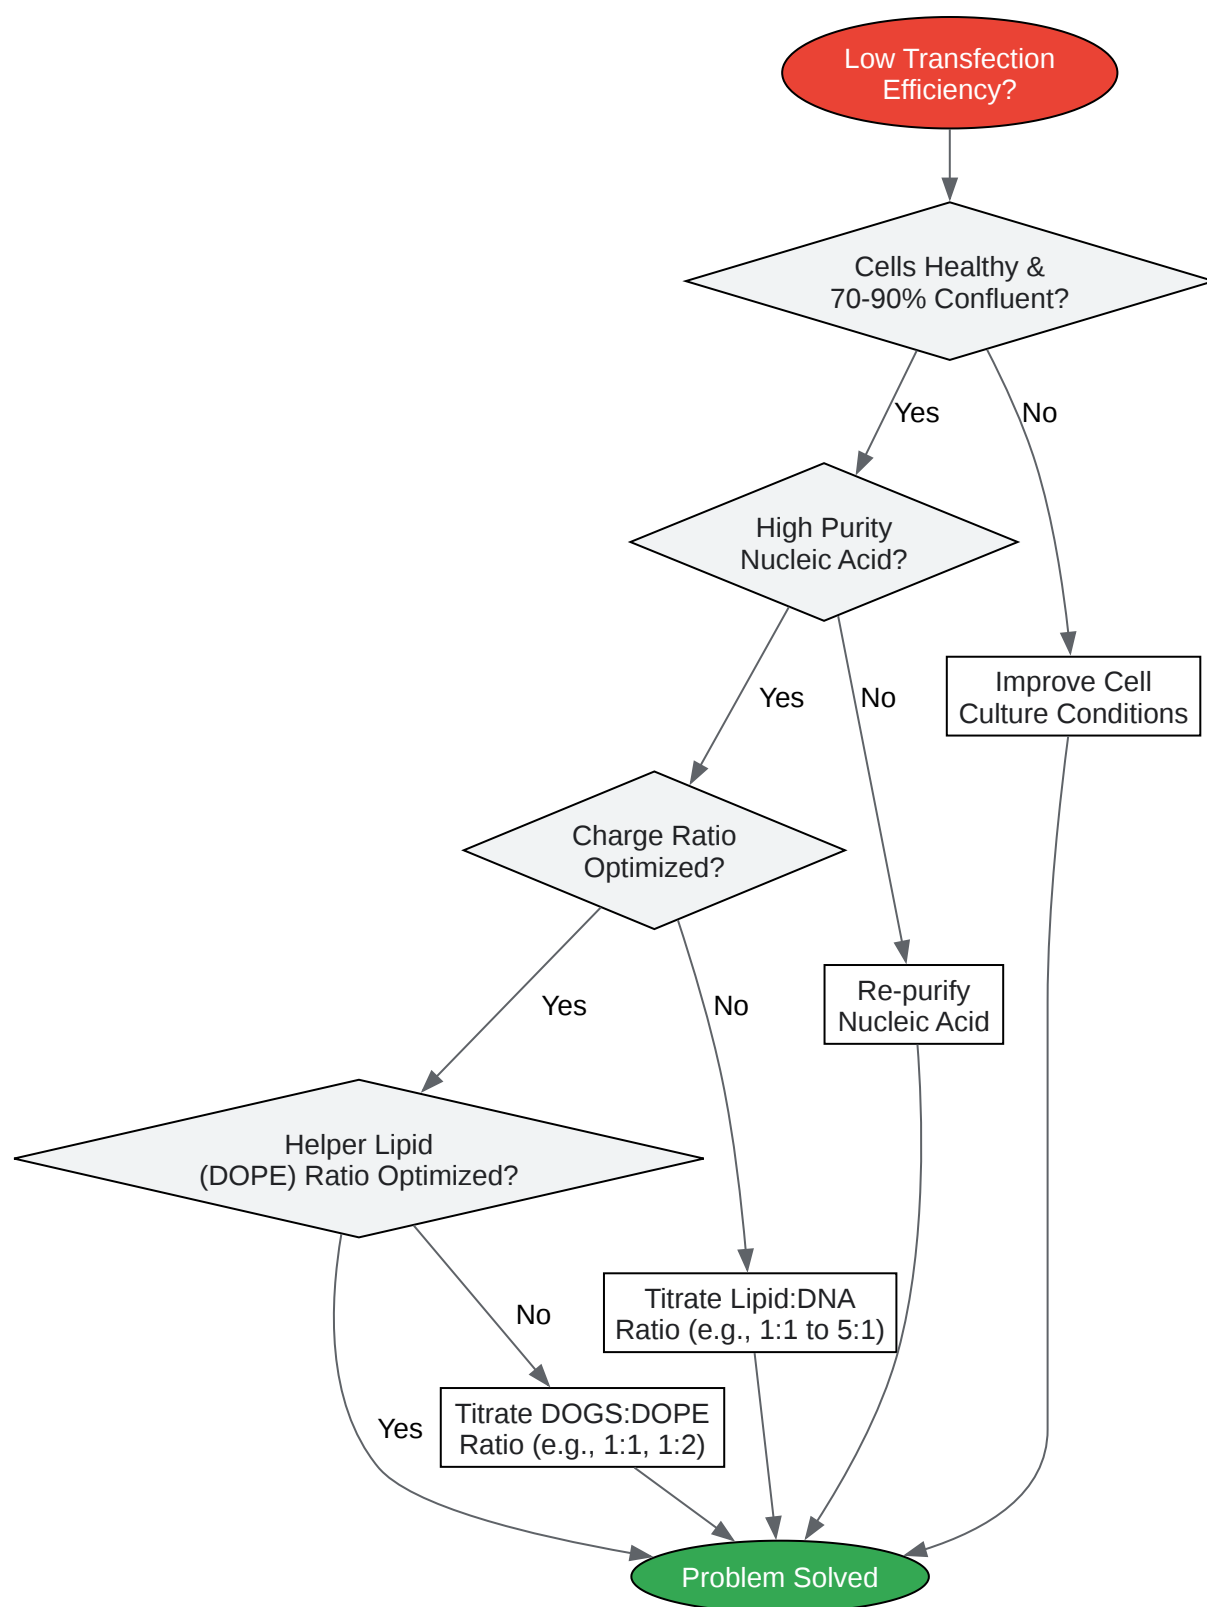 Low Transfection
Efficiency?
Cells Healthy &
70-90% Confluent?
Yes
No
High Purity
Nucleic Acid?
Yes
No
Improve Cell
Culture Conditions
Charge Ratio
Optimized?
Yes
No
Re-purify
Nucleic Acid
Helper Lipid
(DOPE) Ratio Optimized?
No
Titrate Lipid:DNA
Ratio (e.g., 1:1 to 5:1)
Yes
Titrate DOGS:DOPE
Ratio (e.g., 1:1, 1:2)
Problem Solved